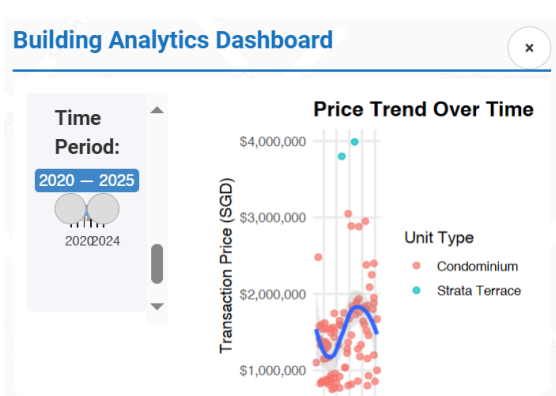 Building Analytics Dashboard
×
Time
Period:
2020 — 2025
2020
2024
Price Trend Over Time
Transaction Price (SGD)
$4,000,000
$3,000,000
$2,000,000
$1,000,000
Unit Type
Condominium
Strata Terrace